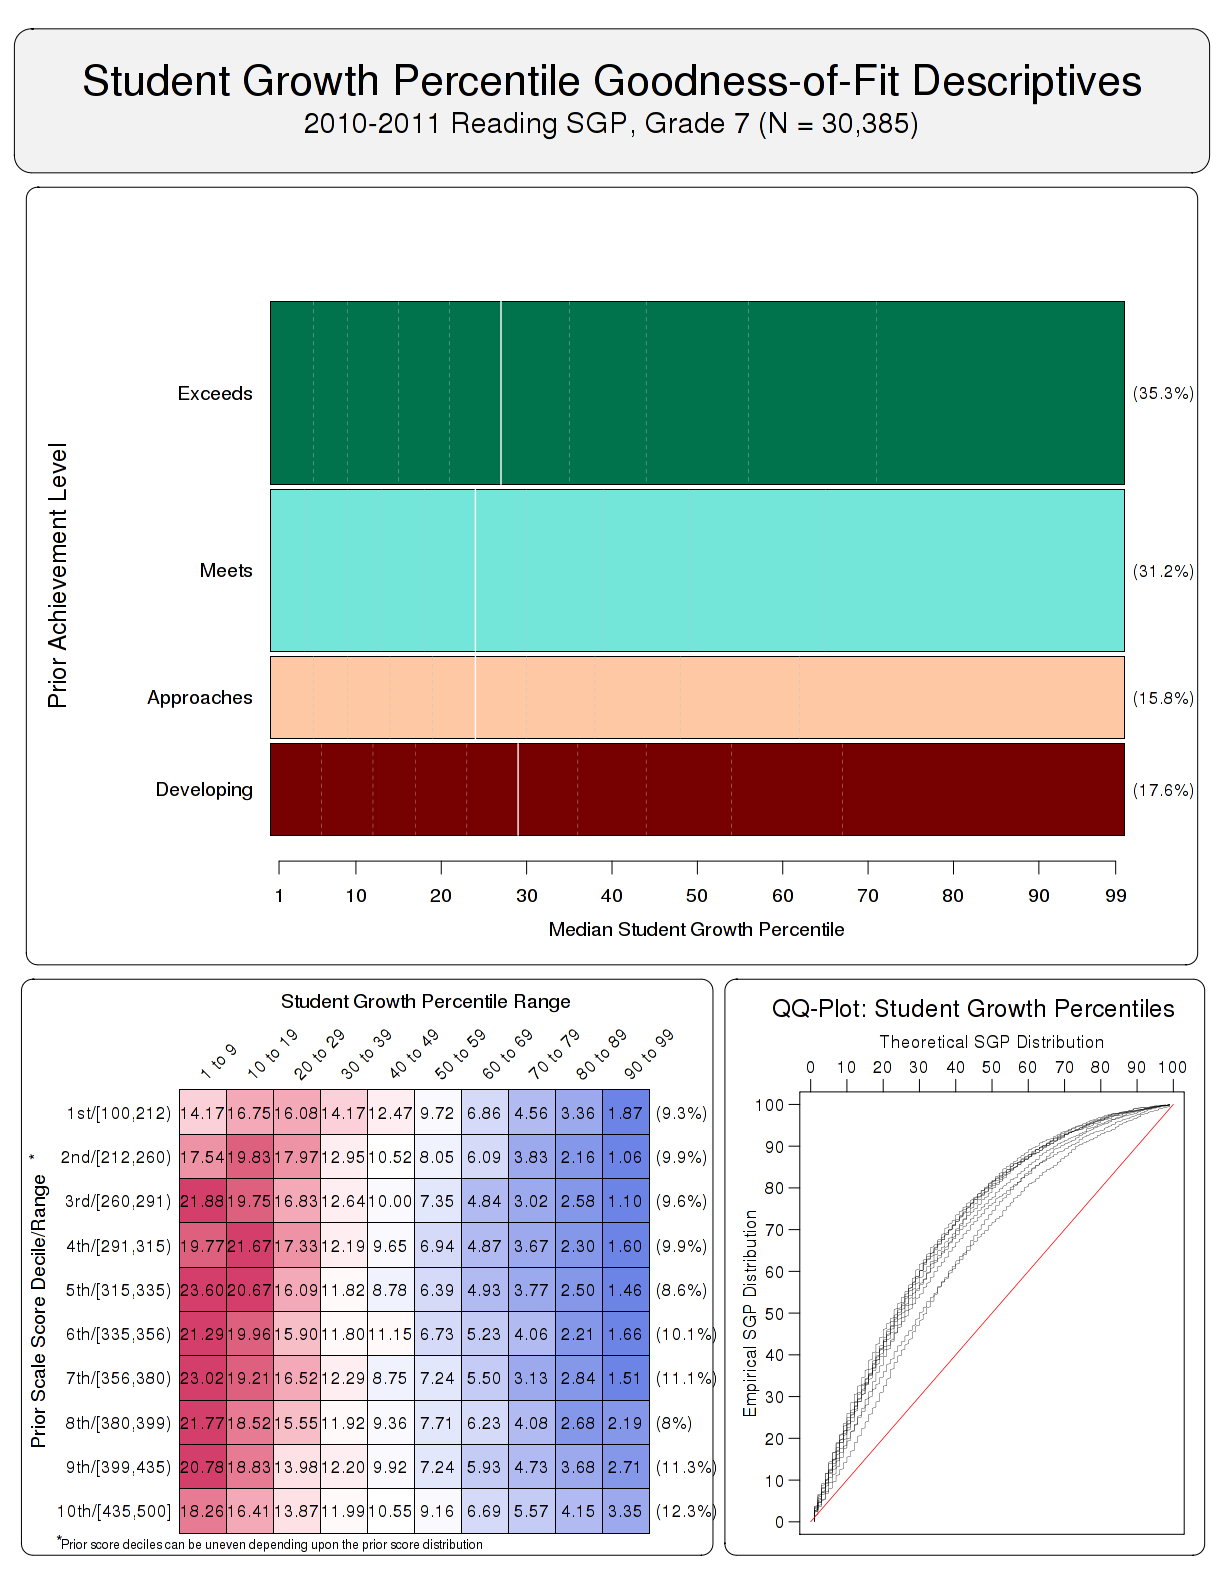 Student Growth Percentile Goodness-of-Fit Descriptives
2010-2011 Reading SGP, Grade 7 (N = 30,385)
Prior Achievement Level
Exceeds (35.3%)
Meets (31.2%)
Approaches (15.8%)
Developing (17.6%)
1 10 20 30 40 50 60 70 80 90 99
Median Student Growth Percentile
Student Growth Percentile Range
1 to 9 10 to 19 20 to 29 30 to 39 40 to 49 50 to 59 60 to 69 70 to 79 80 to 89 90 to 99
Prior Scale Score Decile/Range *
1st/[100,212) 14.17 16.75 16.08 14.17 12.47 9.72 6.86 4.56 3.36 1.87 (9.3%)
2nd/[212,260) 17.54 19.83 17.97 12.95 10.52 8.05 6.09 3.83 2.16 1.06 (9.9%)
3rd/[260,291) 21.88 19.75 16.83 12.64 10.00 7.35 4.84 3.02 2.58 1.10 (9.6%)
4th/[291,315) 19.77 21.67 17.33 12.19 9.65 6.94 4.87 3.67 2.30 1.60 (9.9%)
5th/[315,335) 23.60 20.67 16.09 11.82 8.78 6.39 4.93 3.77 2.50 1.46 (8.6%)
6th/[335,356) 21.29 19.96 15.90 11.80 11.15 6.73 5.23 4.06 2.21 1.66 (10.1%)
7th/[356,380) 23.02 19.21 16.52 12.29 8.75 7.24 5.50 3.13 2.84 1.51 (11.1%)
8th/[380,399) 21.77 18.52 15.55 11.92 9.36 7.71 6.23 4.08 2.68 2.19 (8%)
9th/[399,435) 20.78 18.83 13.98 12.20 9.92 7.24 5.93 4.73 3.68 2.71 (11.3%)
10th/[435,500] 18.26 16.41 13.87 11.99 10.55 9.16 6.69 5.57 4.15 3.35 (12.3%)
*Prior score deciles can be uneven depending upon the prior score distribution
QQ-Plot: Student Growth Percentiles
Theoretical SGP Distribution
0 10 20 30 40 50 60 70 80 90 100
Empirical SGP Distribution
100
90
80
70
60
50
40
30
20
10
0